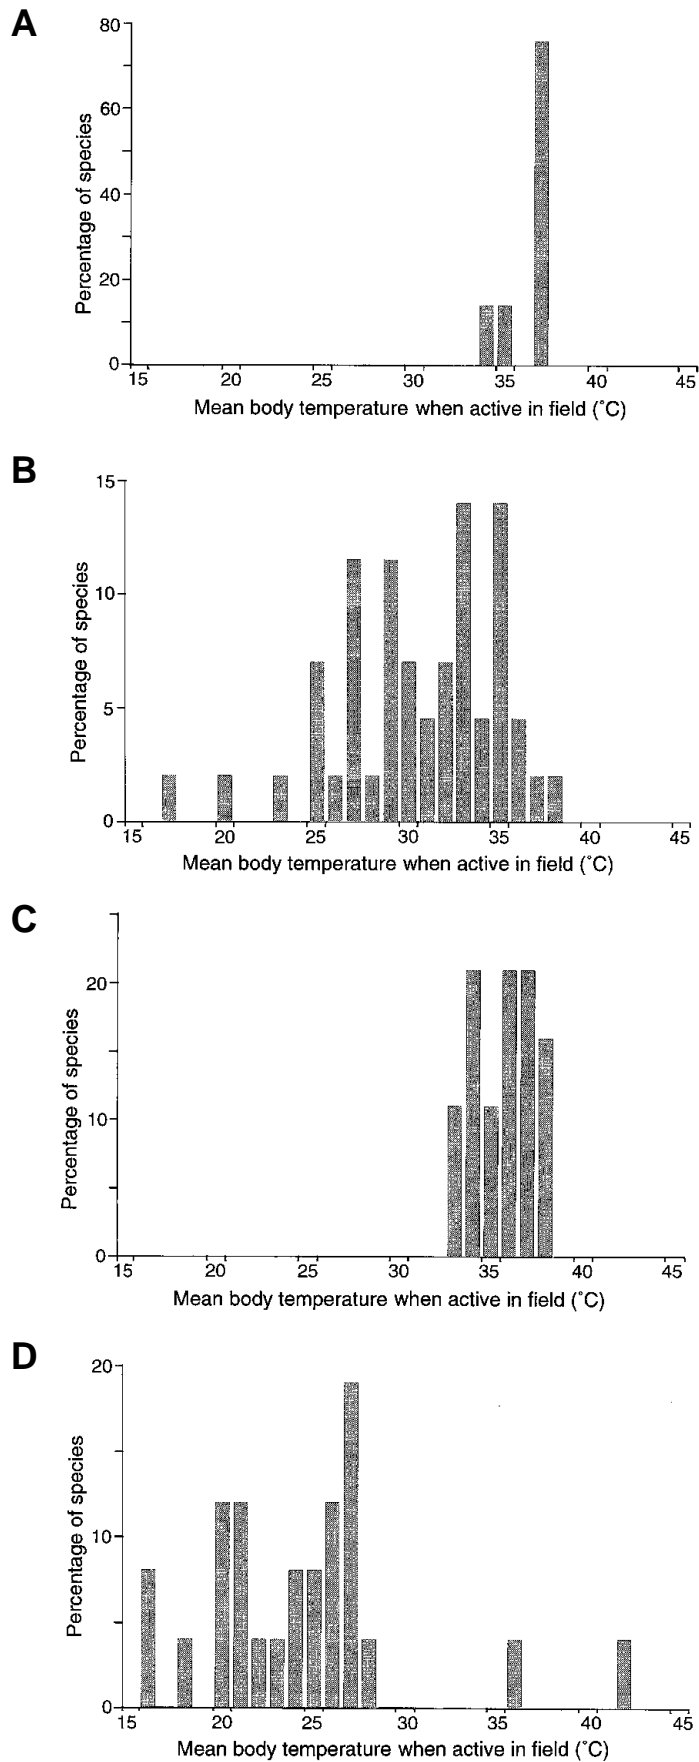 A
80
60
40
20
0
Percentage of species
15 20 25 30 35 40 45
Mean body temperature when active in field (˚C)
B
15
10
5
0
Percentage of species
15 20 25 30 35 40 45
Mean body temperature when active in field (˚C)
C
20
10
0
Percentage of species
15 20 25 30 35 40 45
Mean body temperature when active in field (˚C)
D
20
10
0
Percentage of species
15 20 25 30 35 40 45
Mean body temperature when active in field (˚C)